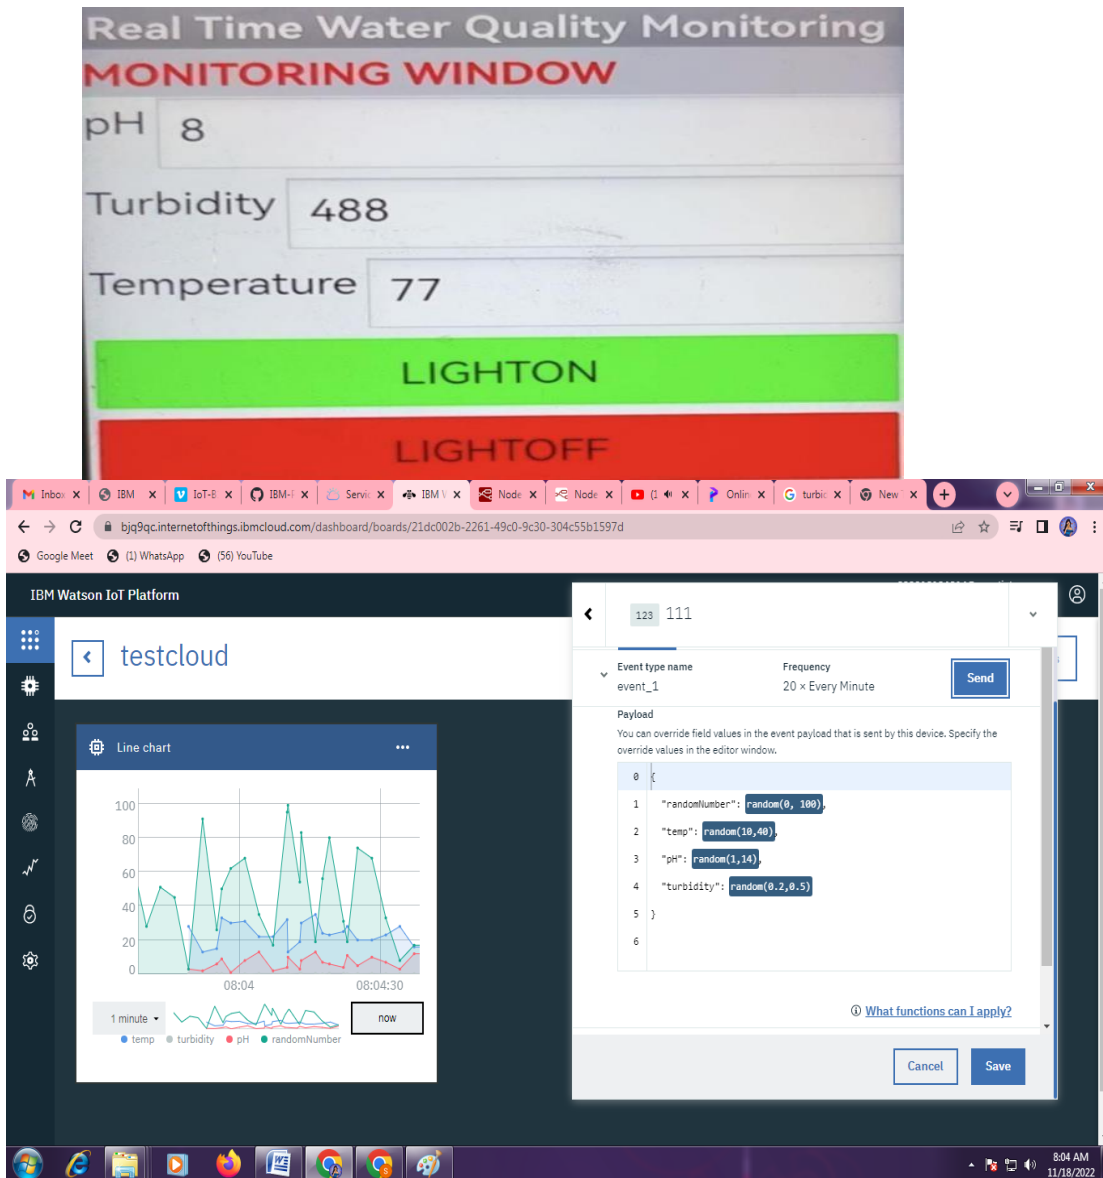 Real Time Water Quality Monitoring
MONITORING WINDOW
pH 8
Turbidity 488
Temperature 77
LIGHTON
LIGHTOFF
Inbox IBM IoT-B IBM-F Servic IBM W Node Node (1 Onlin turbic New T
bjq9qc.internetofthings.ibmcloud.com/dashboard/boards/21dc002b-2261-49c0-9c30-304c55b1597d
Google Meet (1) WhatsApp (56) YouTube
IBM Watson IoT Platform
testcloud
Line chart
100
80
60
40
20
0
08:04 08:04:30
1 minute now
temp turbidity pH randomNumber
123 111
Event type name Frequency
event_1 20 × Every Minute
Send
Payload
You can override field values in the event payload that is sent by this device. Specify the
override values in the editor window.
0 {
1 "randomNumber": random(0, 100),
2 "temp": random(10,40),
3 "pH": random(1,14),
4 "turbidity": random(0.2,0.5)
5 }
6
What functions can I apply?
Cancel Save
8:04 AM
11/18/2022